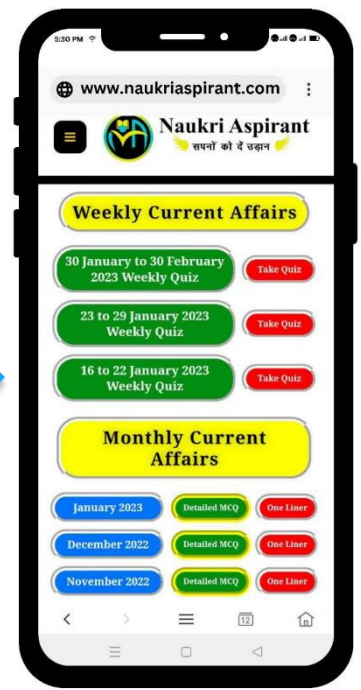 5:30 PM
www.naukriaspirant.com
Naukri Aspirant
सपनों को दें उड़ान
Weekly Current Affairs
30 January to 30 February
2023 Weekly Quiz
Take Quiz
23 to 29 January 2023
Weekly Quiz
Take Quiz
16 to 22 January 2023
Weekly Quiz
Take Quiz
Monthly Current
Affairs
January 2023 Detailed MCQ One Liner
December 2022 Detailed MCQ One Liner
November 2022 Detailed MCQ One Liner
12